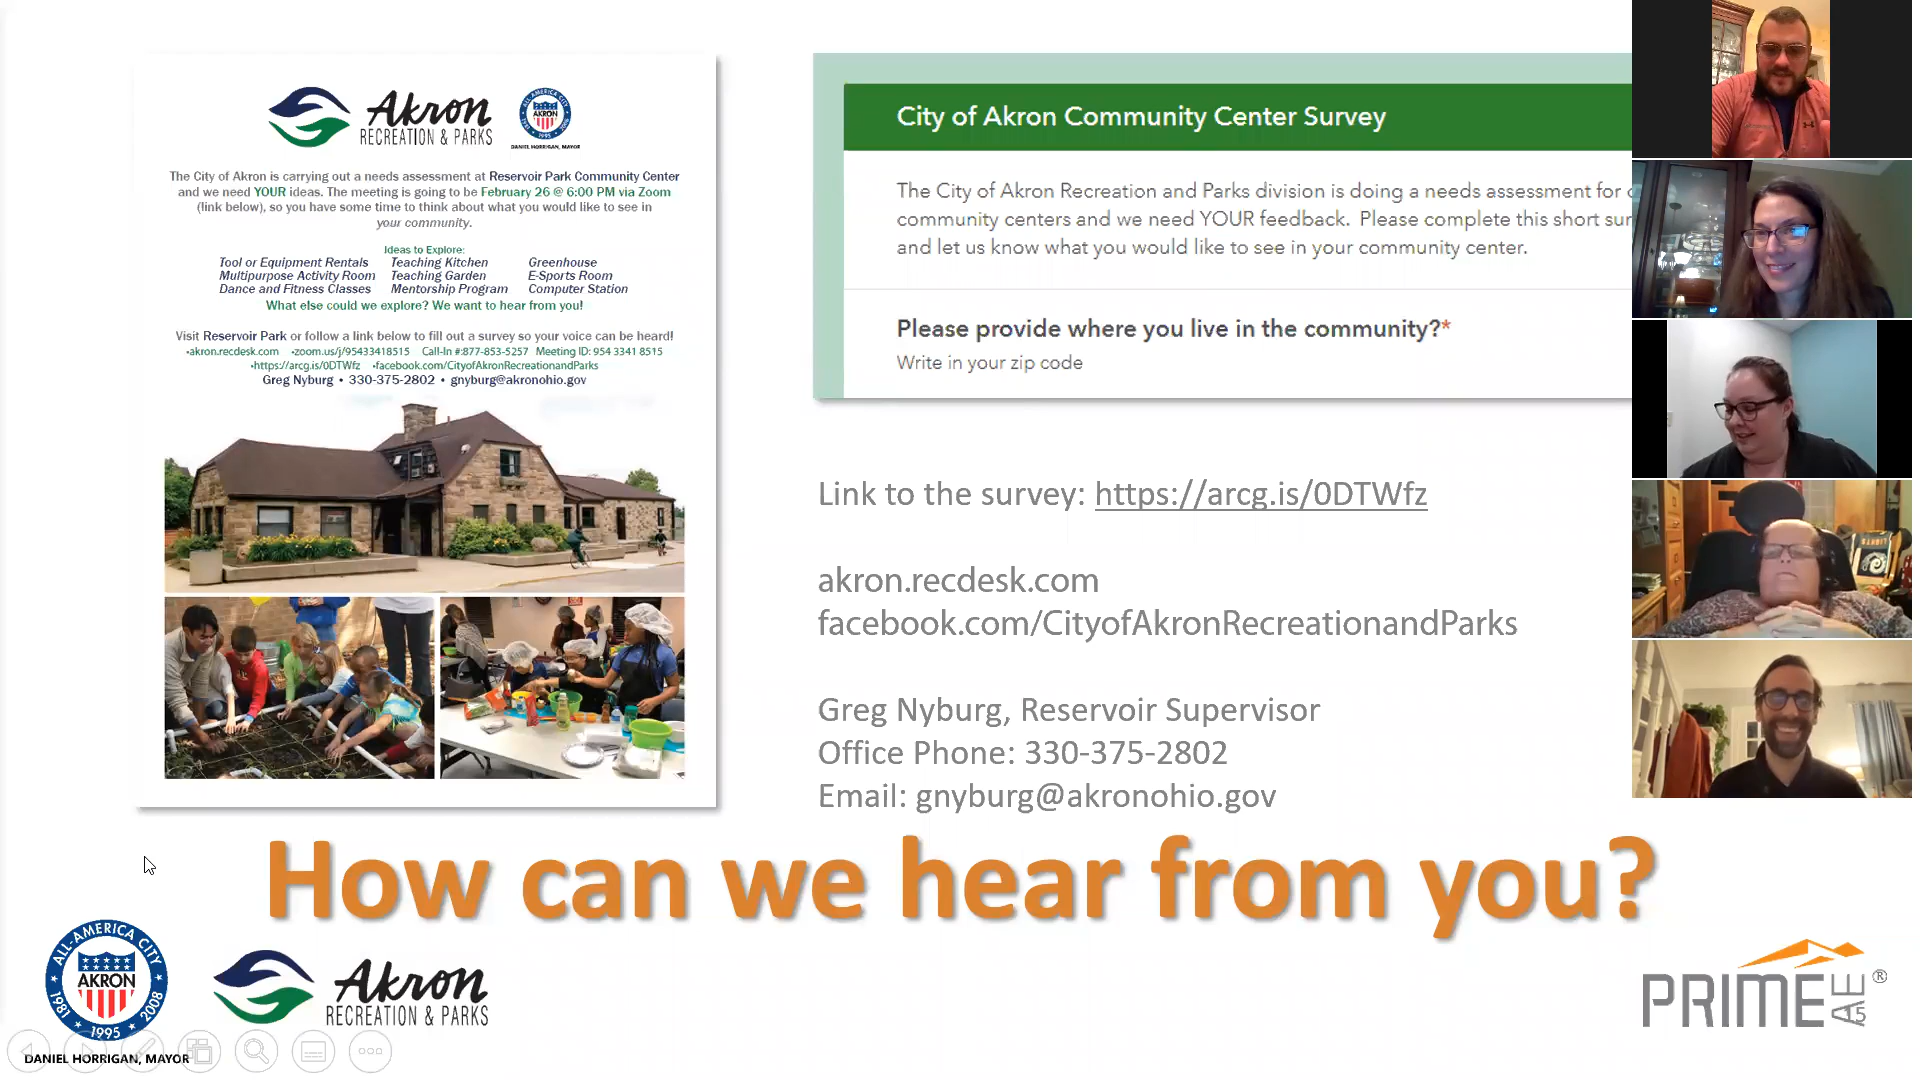 Akron
RECREATION & PARKS
ALL-AMERICA CITY
AKRON
1995
DANIEL HORRIGAN, MAYOR
The City of Akron is carrying out a needs assessment at Reservoir Park Community Center
and we need YOUR ideas. The meeting is going to be February 26 @ 6:00 PM via Zoom
(link below), so you have some time to think about what you would like to see in
your community.
Ideas to Explore:
Tool or Equipment Rentals Teaching Kitchen Greenhouse
Multipurpose Activity Room Teaching Garden E-Sports Room
Dance and Fitness Classes Mentorship Program Computer Station
What else could we explore? We want to hear from you!
Visit Reservoir Park or follow a link below to fill out a survey so your voice can be heard!
•akron.recdesk.com •zoom.us/j/95433418515 Call-In #:877-853-5257 Meeting ID: 954 3341 8515
•https://arcg.is/0DTWfz •facebook.com/CityofAkronRecreationandParks
Greg Nyburg • 330-375-2802 • gnyburg@akronohio.gov
City of Akron Community Center Survey
The City of Akron Recreation and Parks division is doing a needs assessment for
community centers and we need YOUR feedback. Please complete this short sur
and let us know what you would like to see in your community center.
Please provide where you live in the community?*
Write in your zip code
Link to the survey: https://arcg.is/0DTWfz
akron.recdesk.com
facebook.com/CityofAkronRecreationandParks
Greg Nyburg, Reservoir Supervisor
Office Phone: 330-375-2802
Email: gnyburg@akronohio.gov
How can we hear from you?
ALL-AMERICA CITY
AKRON
1981 ★ 1995 ★ 2008
DANIEL HORRIGAN, MAYOR
Akron
RECREATION & PARKS
PRIME AE®
15